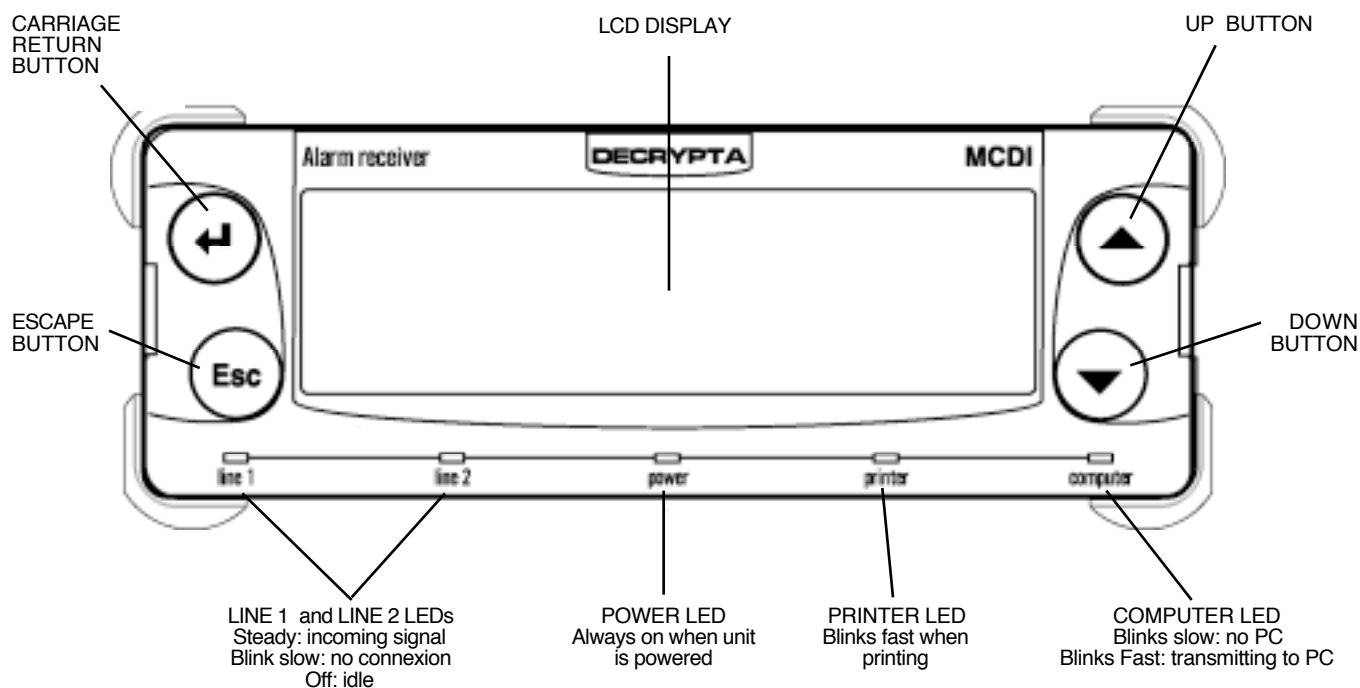 CARRIAGE
RETURN
BUTTON
LCD DISPLAY
UP BUTTON
Alarm receiver
DECRYPTA
MCDI
ESCAPE
BUTTON
Esc
DOWN
BUTTON
line 1
line 2
power
printer
computer
LINE 1 and LINE 2 LEDs
Steady: incoming signal
Blink slow: no connexion
Off: idle
POWER LED
Always on when unit
is powered
PRINTER LED
Blinks fast when
printing
COMPUTER LED
Blinks slow: no PC
Blinks Fast: transmitting to PC